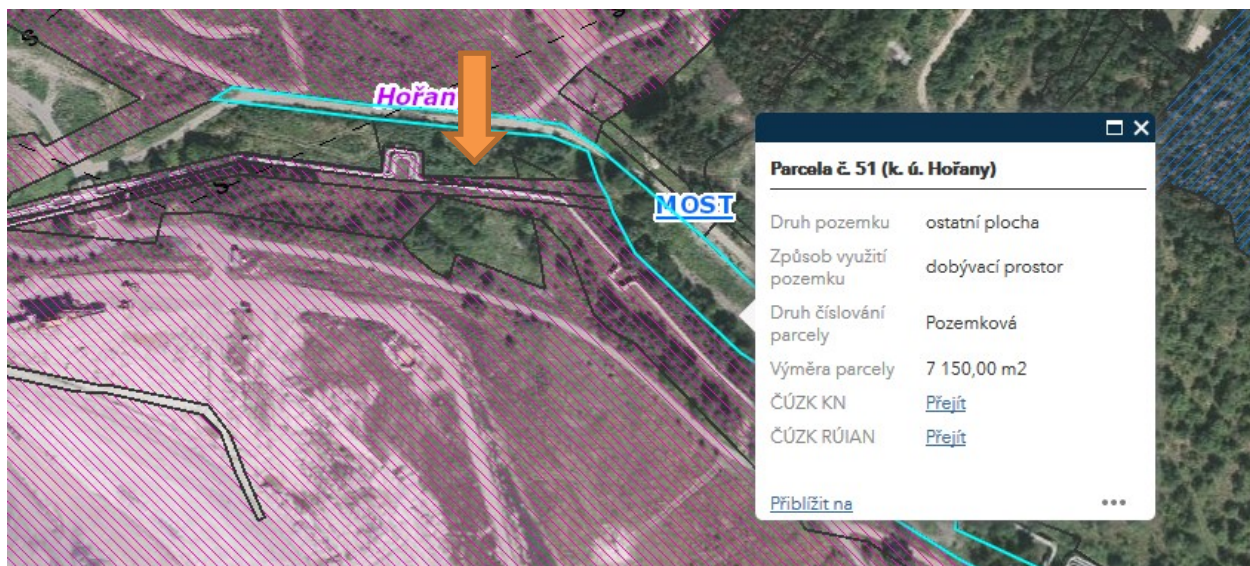 Hořan
MOST
Parcela č. 51 (k. ú. Hořany)
Druh pozemku ostatní plocha
Způsob využití
pozemku dobývací prostor
Druh číslování
parcely Pozemková
Výměra parcely 7 150,00 m2
ČÚZK KN Přejít
ČÚZK RÚIAN Přejít
Přiblížit na